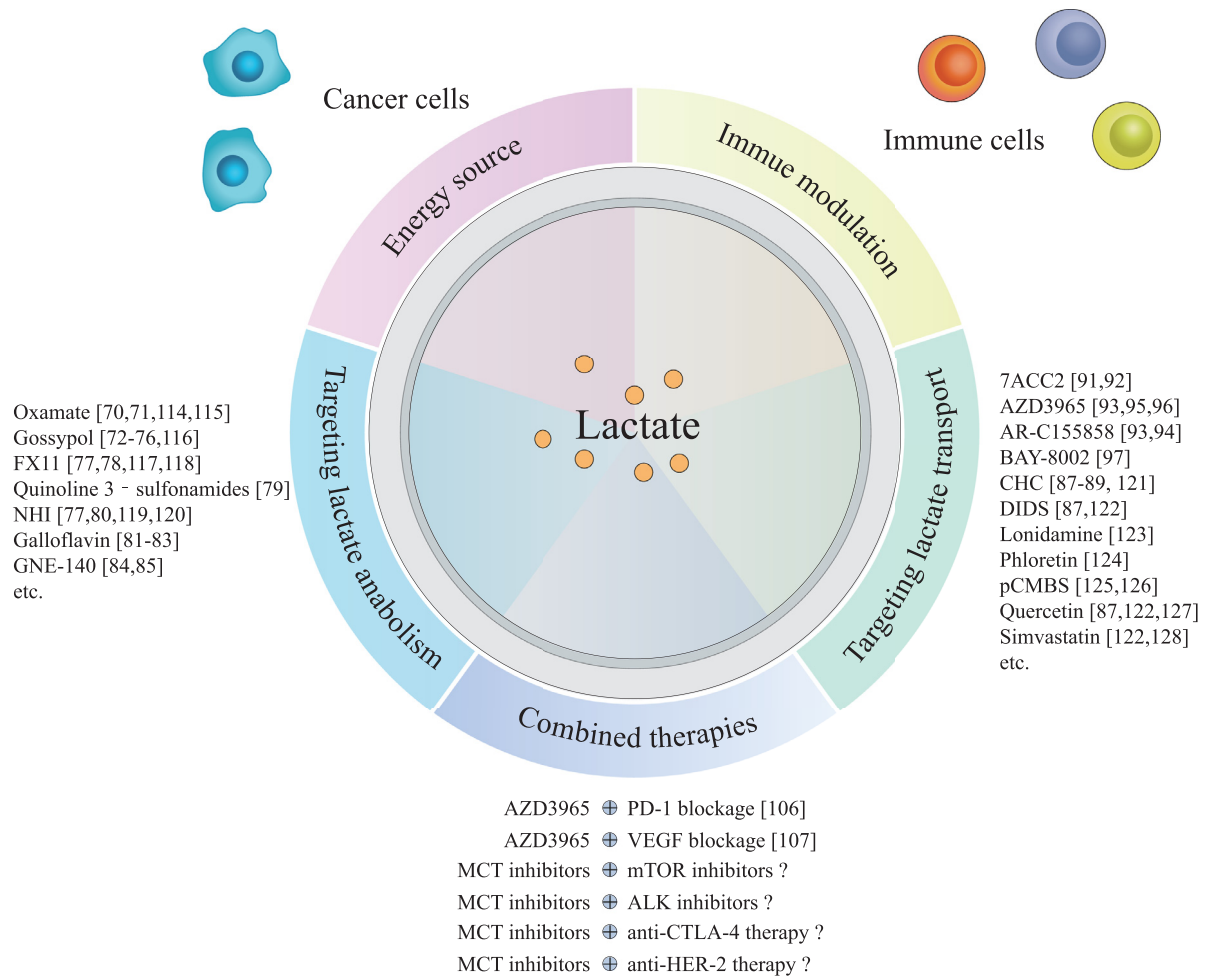 Cancer cells
Immune cells
Energy source
Immue modulation
Targeting lactate anabolism
Targeting lactate transport
Combined therapies
Lactate
Oxamate [70,71,114,115]
Gossypol [72-76,116]
FX11 [77,78,117,118]
Quinoline 3‑sulfonamides [79]
NHI [77,80,119,120]
Galloflavin [81-83]
GNE-140 [84,85]
etc.
7ACC2 [91,92]
AZD3965 [93,95,96]
AR-C155858 [93,94]
BAY-8002 [97]
CHC [87-89, 121]
DIDS [87,122]
Lonidamine [123]
Phloretin [124]
pCMBS [125,126]
Quercetin [87,122,127]
Simvastatin [122,128]
etc.
AZD3965 ⊕ PD-1 blockage [106]
AZD3965 ⊕ VEGF blockage [107]
MCT inhibitors ⊕ mTOR inhibitors ?
MCT inhibitors ⊕ ALK inhibitors ?
MCT inhibitors ⊕ anti-CTLA-4 therapy ?
MCT inhibitors ⊕ anti-HER-2 therapy ?